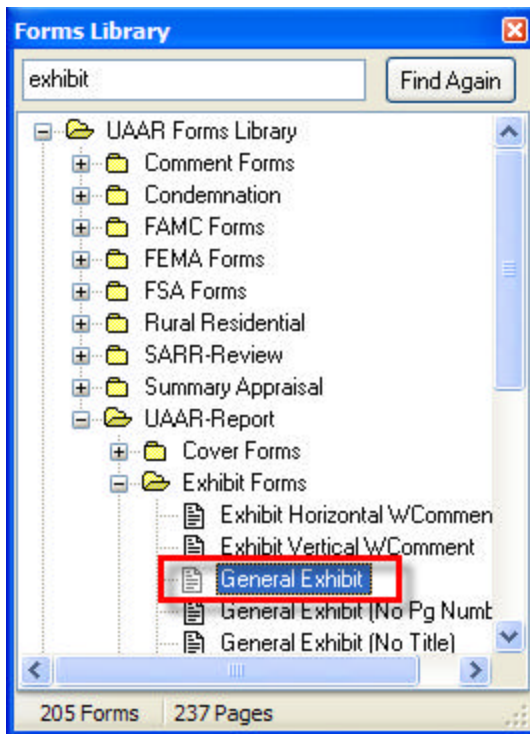 Forms Library
exhibit
Find Again
UAAR Forms Library
Comment Forms
Condemnation
FAMC Forms
FEMA Forms
FSA Forms
Rural Residential
SARR-Review
Summary Appraisal
UAAR-Report
Cover Forms
Exhibit Forms
Exhibit Horizontal WCommen
Exhibit Vertical WComment
General Exhibit
General Exhibit (No Pg Numb
General Exhibit (No Title)
205 Forms 237 Pages